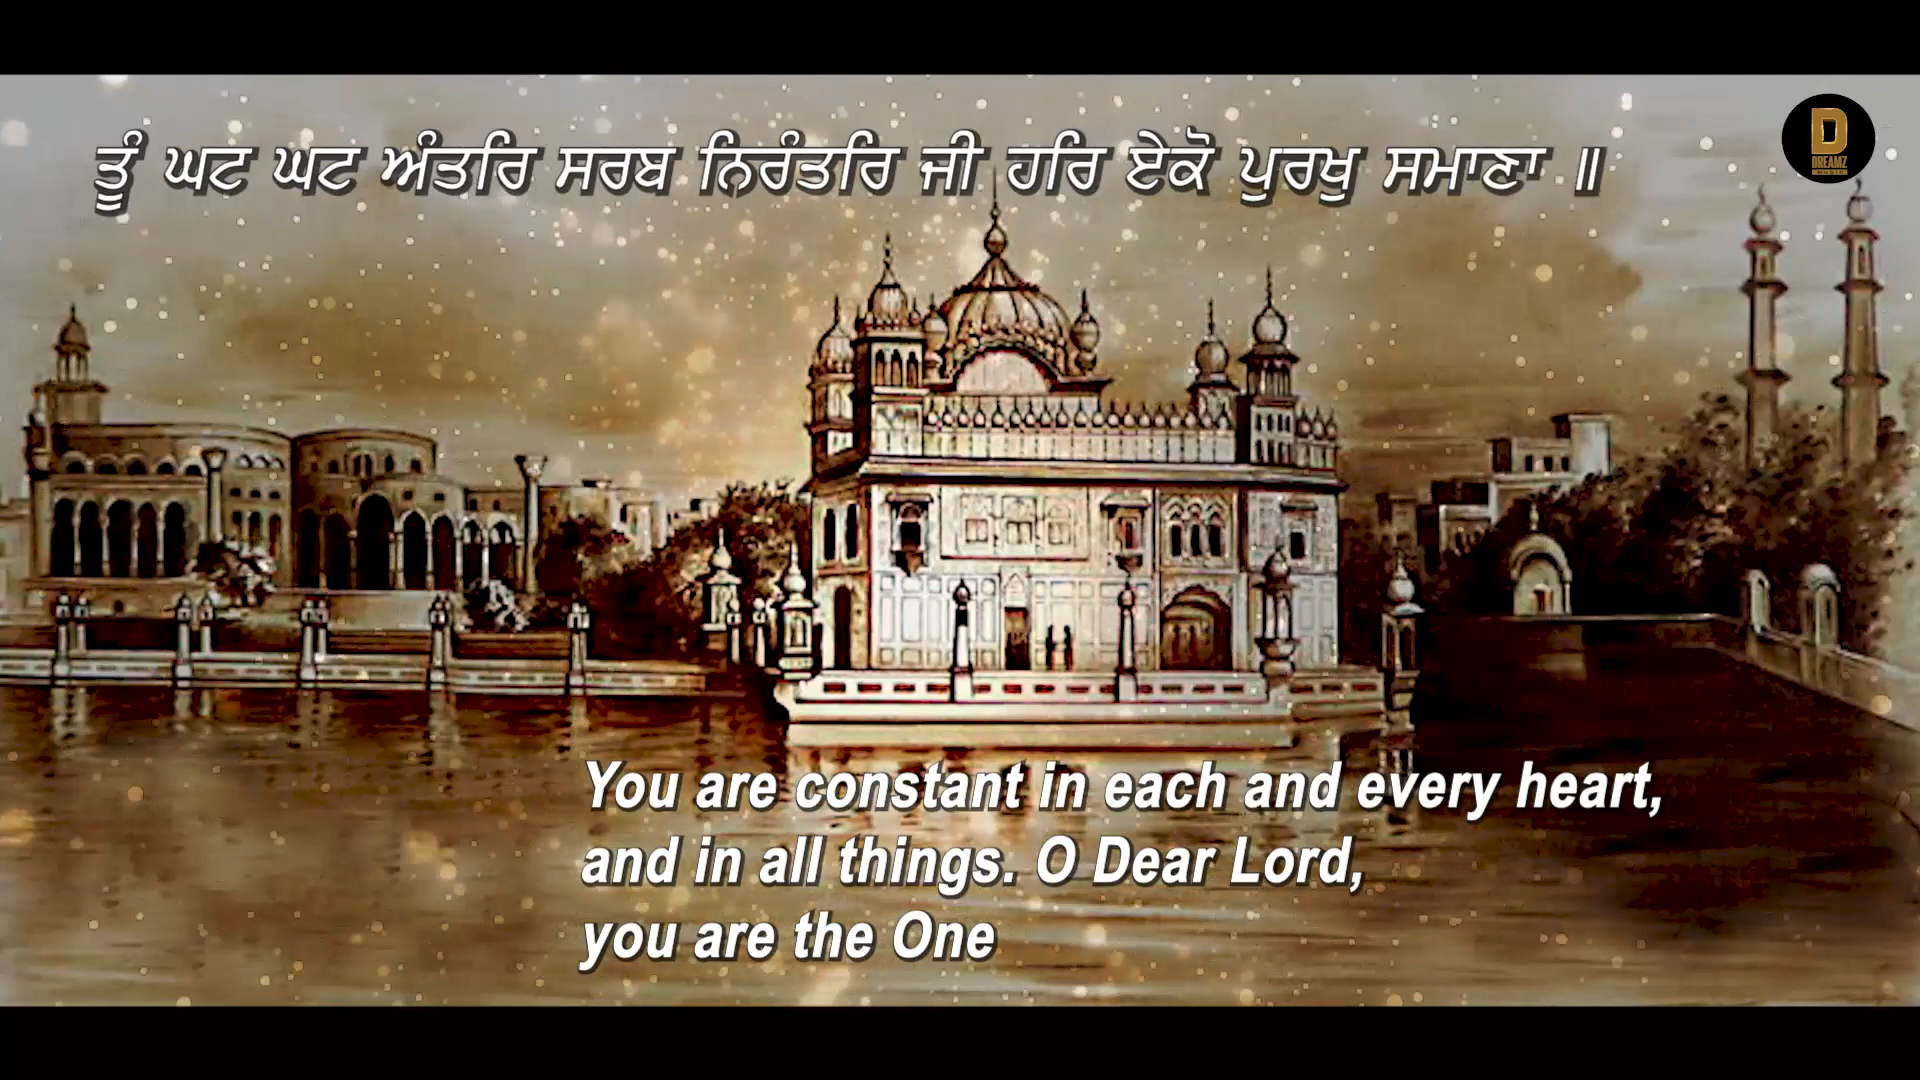 ਤੂੰ ਘਟ ਘਟ ਅੰਤਰਿ ਸਰਬ ਨਿਰੰਤਰਿ ਜੀ ਹਰਿ ਏਕੋ ਪੁਰਖੁ ਸਮਾਣਾ ॥
D
DREAMZ
MUSIC
You are constant in each and every heart,
and in all things. O Dear Lord,
you are the One